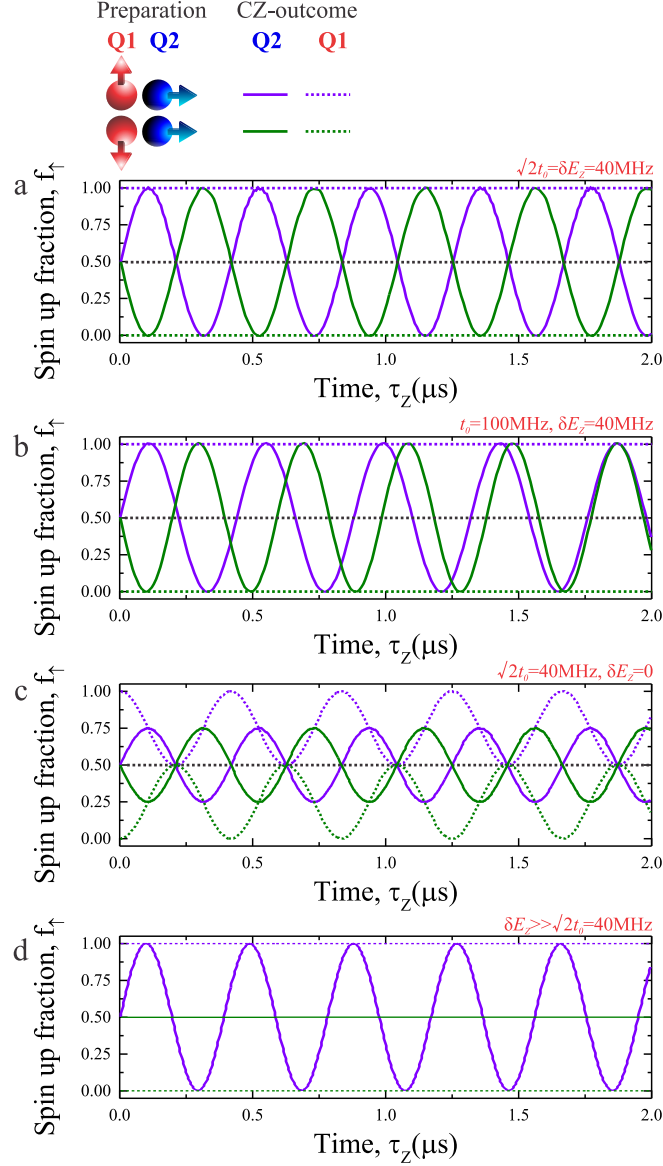 Preparation CZ-outcome
Q1 Q2 Q2 Q1
√2t₀=δE_Z=40MHz
a
Spin up fraction, f↑
1.00
0.75
0.50
0.25
0.00
0.0 0.5 1.0 1.5 2.0
Time, τ_Z(μs)
t₀=100MHz, δE_Z=40MHz
b
Spin up fraction, f↑
1.00
0.75
0.50
0.25
0.00
0.0 0.5 1.0 1.5 2.0
Time, τ_Z(μs)
√2t₀=40MHz, δE_Z=0
c
Spin up fraction, f↑
1.00
0.75
0.50
0.25
0.00
0.0 0.5 1.0 1.5 2.0
Time, τ_Z(μs)
δE_Z>>√2t₀=40MHz
d
Spin up fraction, f↑
1.00
0.75
0.50
0.25
0.00
0.0 0.5 1.0 1.5 2.0
Time, τ_Z(μs)